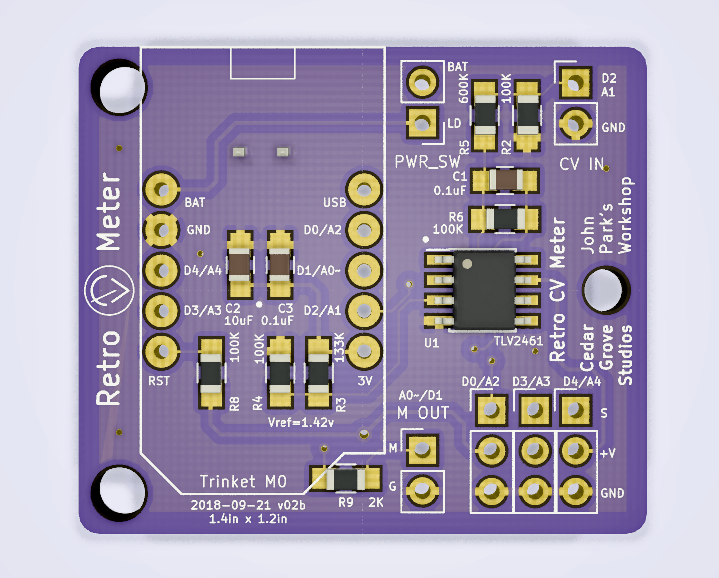 BAT
600K
100K
D2
A1
LD
GND
R5
R2
PWR_SW
CV IN
C1
0.1uF
R6
100K
BAT
USB
GND
D0/A2
D4/A4
D1/A0~
D3/A3
D2/A1
RST
3V
C2
10uF
C3
0.1uF
100K
R8
100K
R4
133K
R3
Vref=1.42v
U1
TLV2461
Retro Meter
Retro CV Meter
John
Park's
Workshop
Cedar
Grove
Studios
A0~/D1
M OUT
M
G
D0/A2
D3/A3
D4/A4
S
+V
GND
Trinket M0
R9
2K
2018-09-21 v02b
1.4in x 1.2in